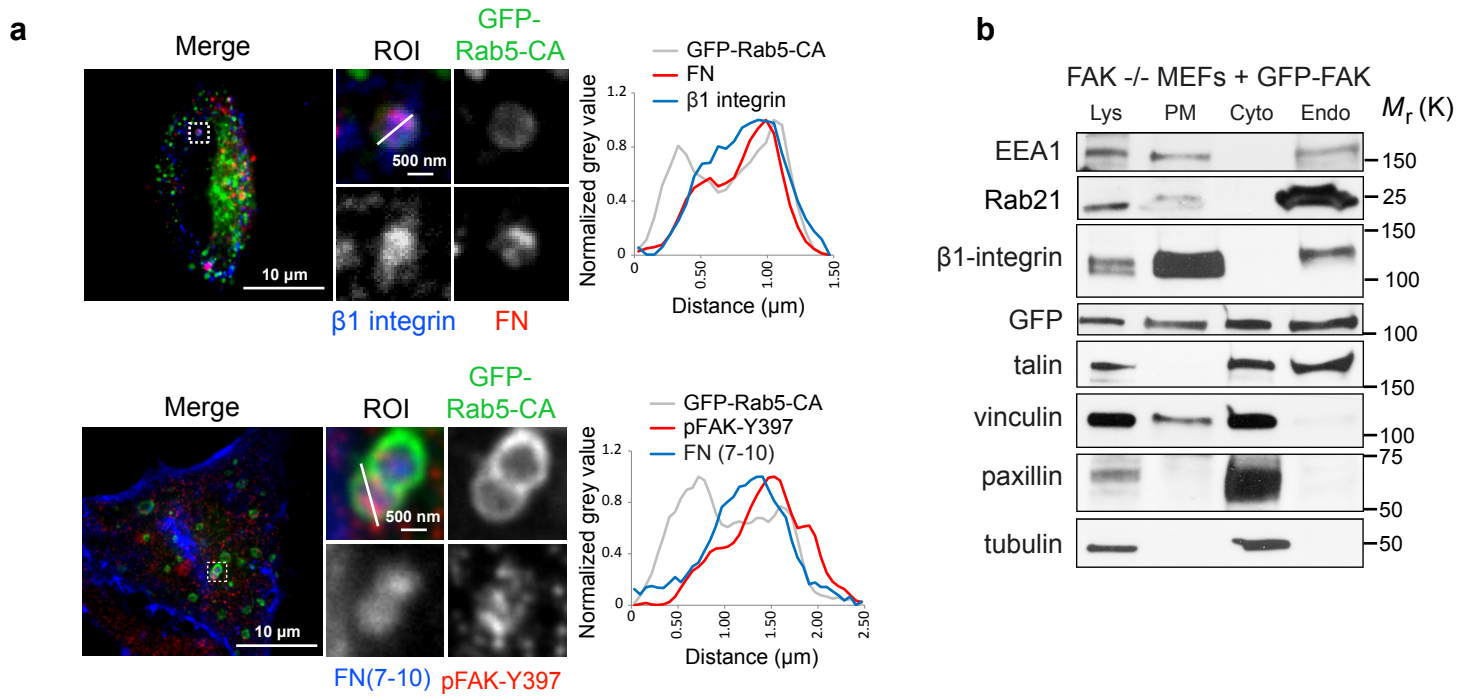 a
Merge
ROI
GFP-
Rab5-CA
500 nm
10 µm
β1 integrin
FN
GFP-Rab5-CA
FN
β1 integrin
Normalized grey value
1.2
0.8
0.4
0
0.50
1.00
1.50
Distance (µm)
Merge
ROI
GFP-
Rab5-CA
500 nm
10 µm
FN(7-10)
pFAK-Y397
GFP-Rab5-CA
pFAK-Y397
FN (7-10)
Normalized grey value
1.2
0.8
0.4
0
0.50
1.00
1.50
2.00
2.50
Distance (µm)
b
FAK -/- MEFs + GFP-FAK
Lys PM Cyto Endo Mr (K)
EEA1
150
Rab21
25
150
β1-integrin
100
GFP
100
talin
150
vinculin
100
75
paxillin
50
tubulin
50